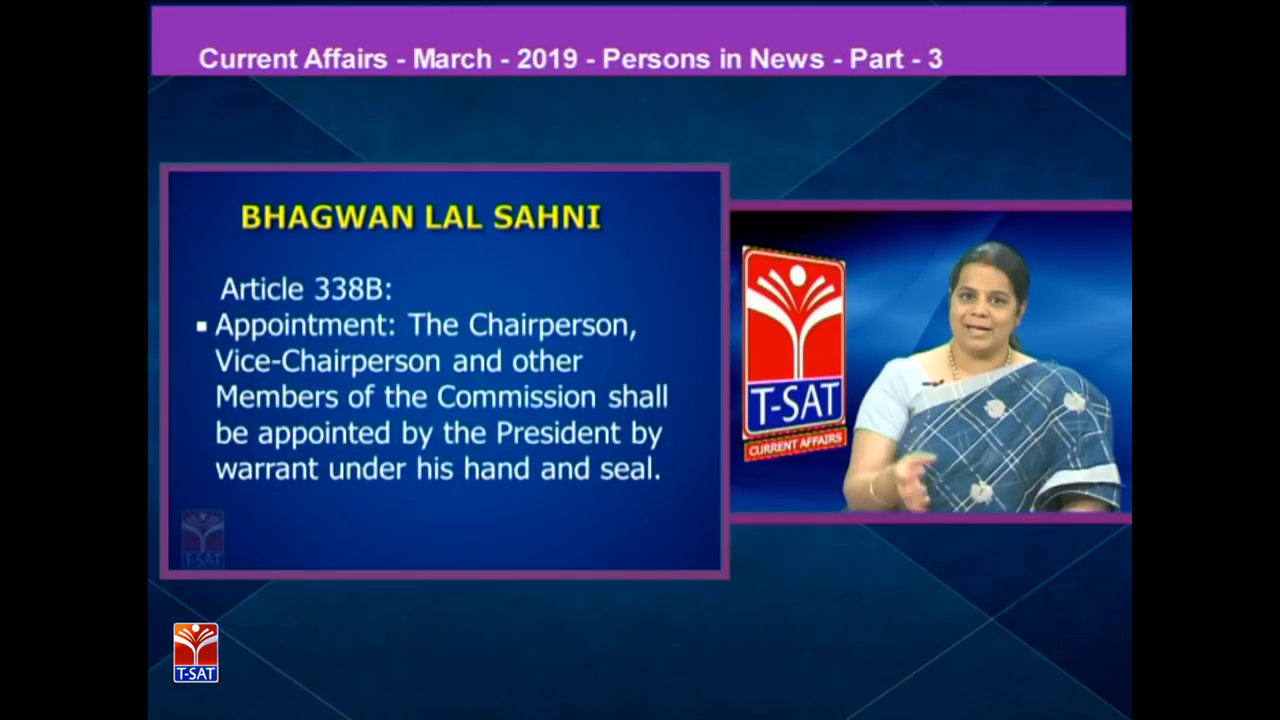 Current Affairs - March - 2019 - Persons in News - Part - 3
BHAGWAN LAL SAHNI
Article 338B:
▪ Appointment: The Chairperson,
Vice-Chairperson and other
Members of the Commission shall
be appointed by the President by
warrant under his hand and seal.
T-SAT
T-SAT
CURRENT AFFAIRS
T-SAT